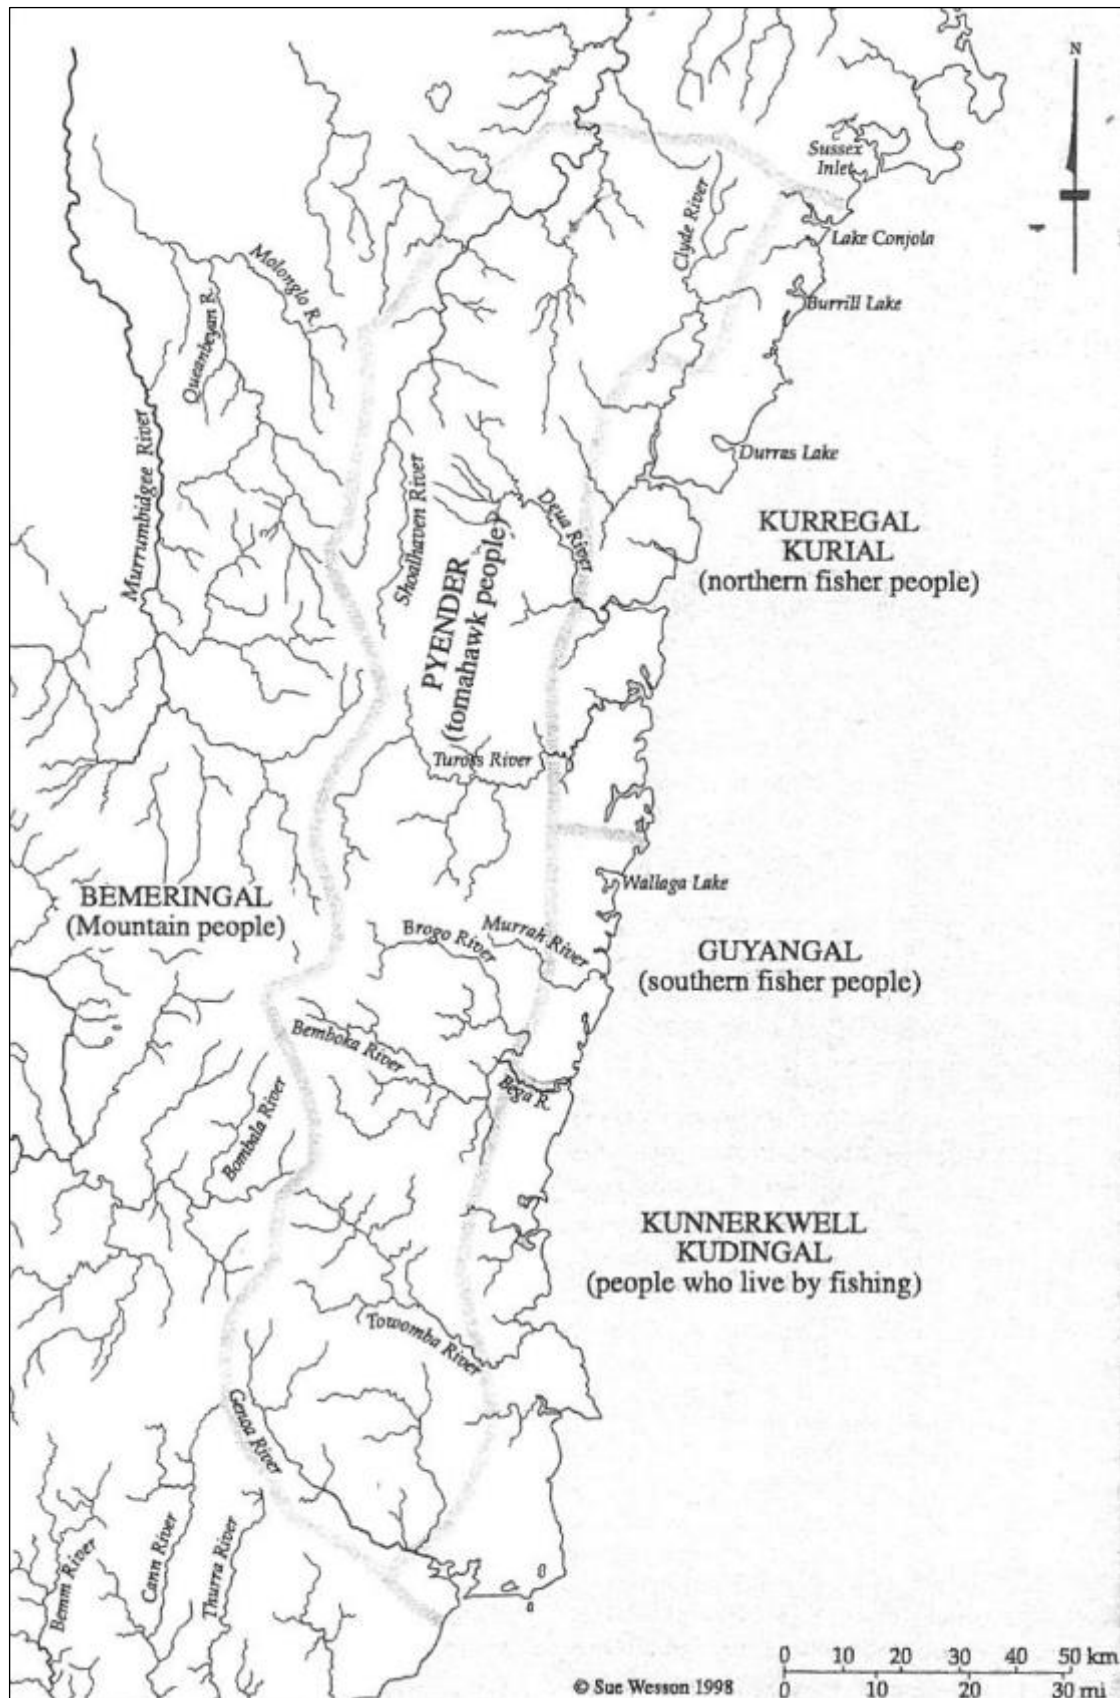 N
Sussex
Inlet
Clyde River
Lake Conjola
Molonglo R.
Queanbeyan R.
Burrill Lake
Murrumbidgee River
Durras Lake
Shoalhaven River
Deua River
KURREGAL
KURIAL
(northern fisher people)
PYENDER
(tomahawk people)
Tuross River
Wallaga Lake
BEMERINGAL
(Mountain people)
Brogo River
Murrah River
GUYANGAL
(southern fisher people)
Bemboka River
Bega R.
Bombala River
KUNNERKWELL
KUDINGAL
(people who live by fishing)
Towomba River
Genoa River
Bemm River
Cann River
Thurra River
0 10 20 30 40 50 km
0 10 20 30 mi
© Sue Wesson 1998